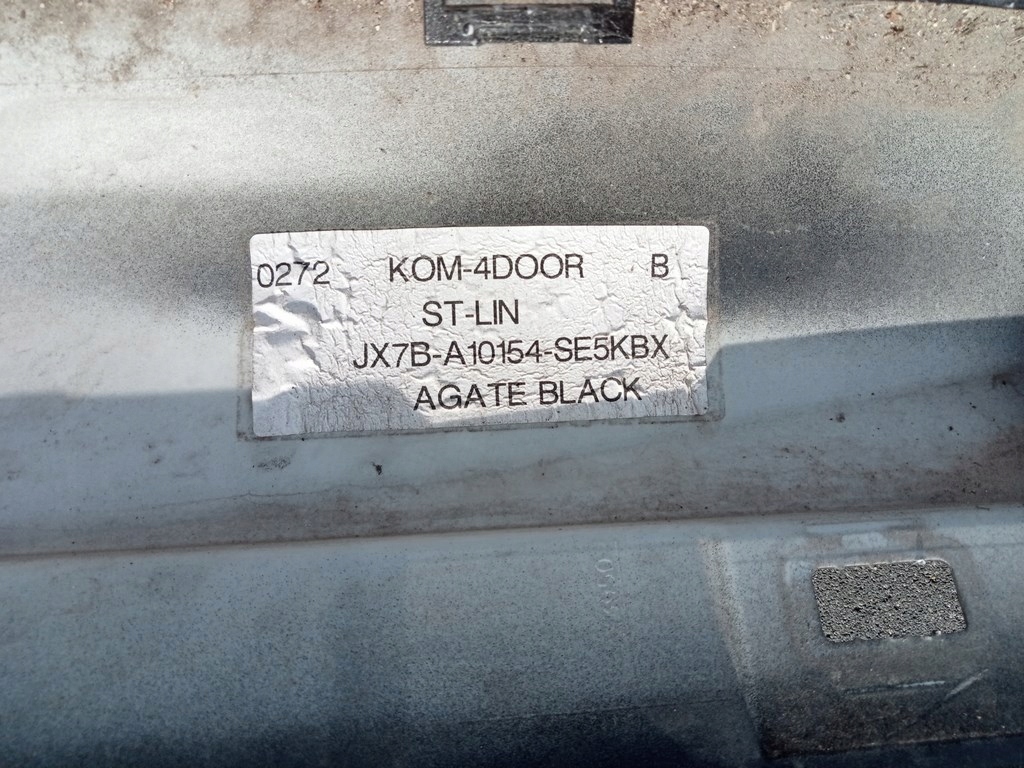 0272 KOM-4DOOR B
ST-LIN
JX7B-A10154-SE5KBX
AGATE BLACK